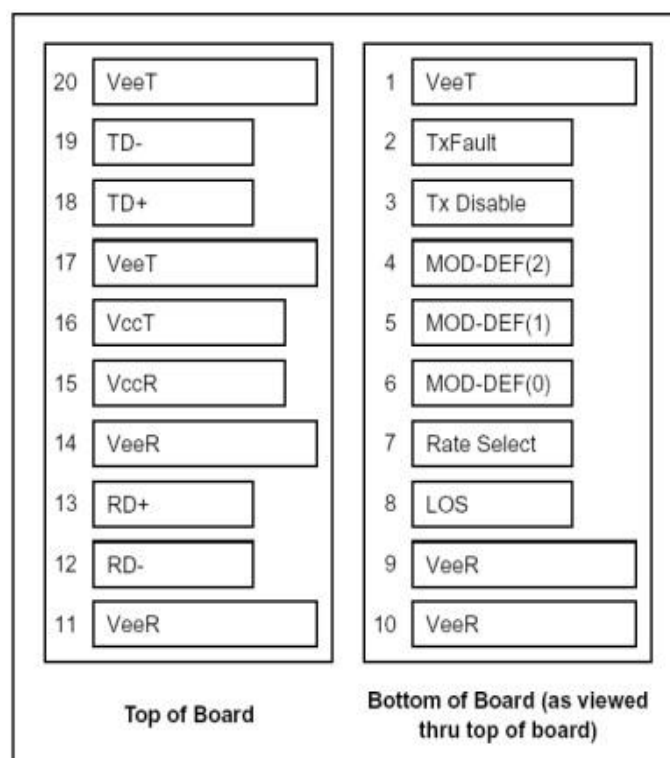 20 VeeT
19 TD-
18 TD+
17 VeeT
16 VccT
15 VccR
14 VeeR
13 RD+
12 RD-
11 VeeR
Top of Board
1 VeeT
2 TxFault
3 Tx Disable
4 MOD-DEF(2)
5 MOD-DEF(1)
6 MOD-DEF(0)
7 Rate Select
8 LOS
9 VeeR
10 VeeR
Bottom of Board (as viewed
thru top of board)